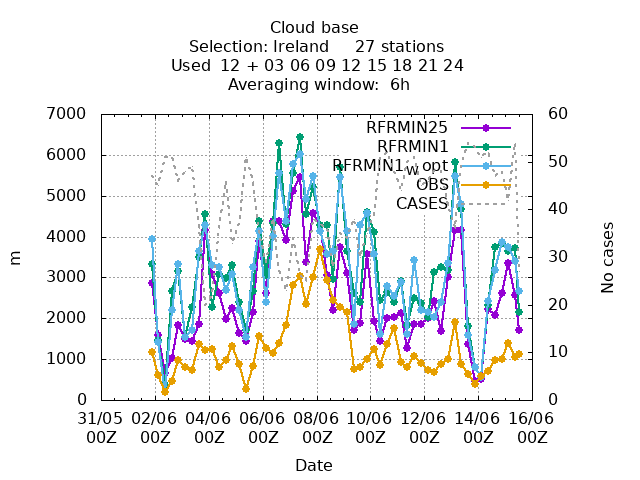 Cloud base
Selection: Ireland     27 stations
Used  12 + 03 06 09 12 15 18 21 24
Averaging window:  6h
7000
6000
5000
4000
3000
2000
1000
0
60
50
40
30
20
10
0
RFRMIN25
RFRMIN1
RFRMIN1w opt
OBS
CASES
m
No cases
31/05 02/06 04/06 06/06 08/06 10/06 12/06 14/06 16/06
00Z 00Z 00Z 00Z 00Z 00Z 00Z 00Z 00Z
Date